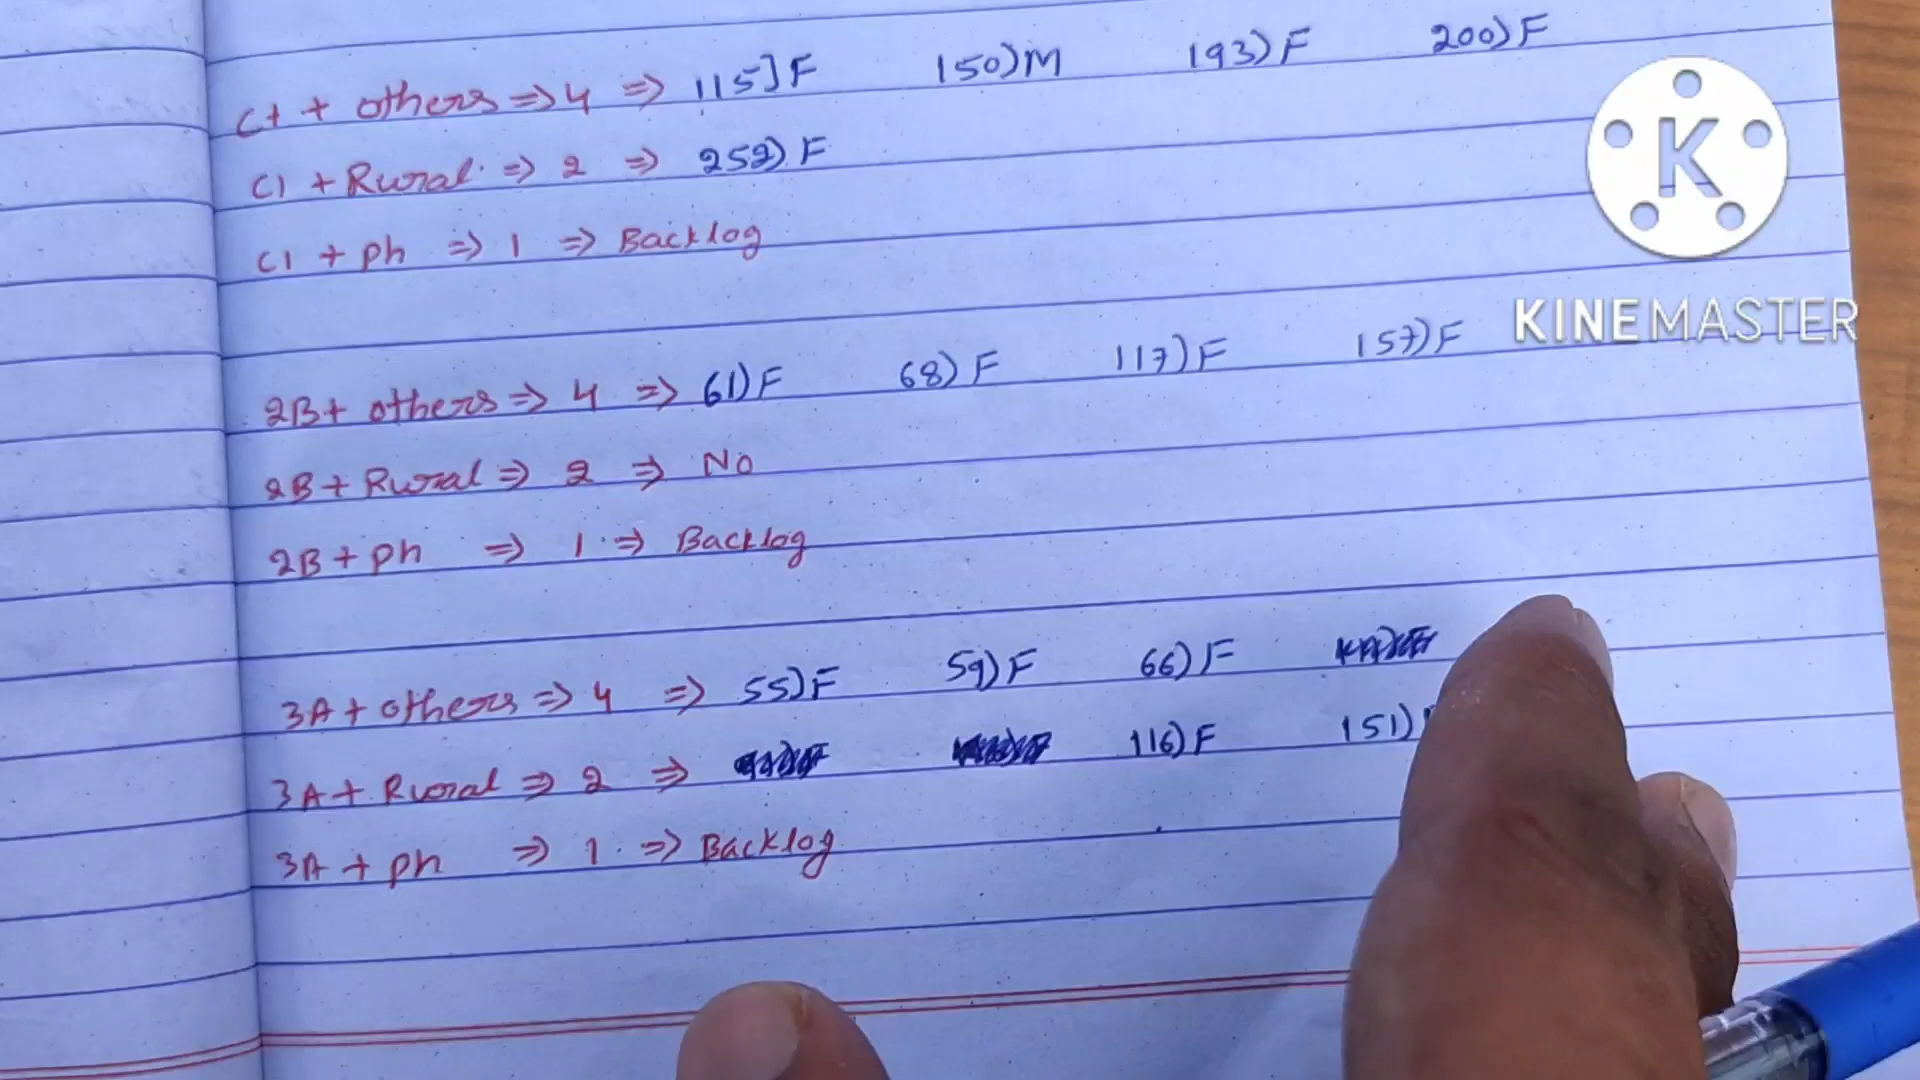 C1 + others => 4 => 115]F 150)M 193)F 200)F
C1 + Rural => 2 => 252) F
C1 + ph => 1 => Backlog
K
KINEMASTER
2B + others => 4 => 61)F 68) F 117)F 157)F
2B + Rural => 2 => No
2B + ph => 1 => Backlog
3A + others => 4 => 55)F 59)F 66)F
3A + Rural => 2 => 116)F 151)
3A + ph => 1 => Backlog